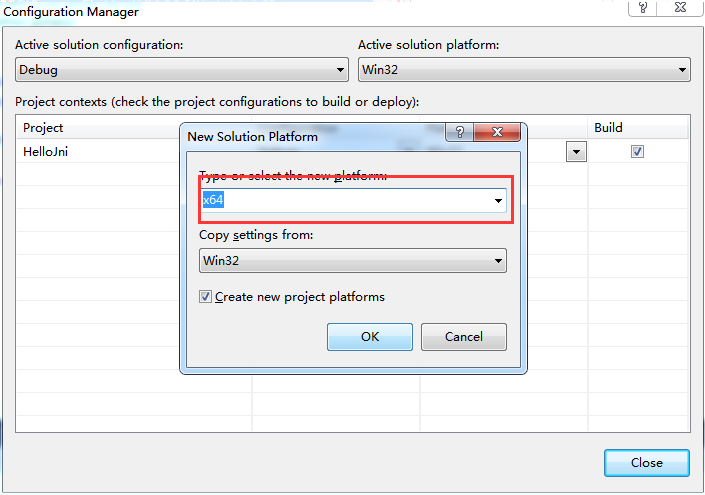 Configuration Manager
Active solution configuration:
Active solution platform:
Debug
Win32
Project contexts (check the project configurations to build or deploy):
Project
Build
HelloJni
New Solution Platform
Type or select the new platform:
x64
Copy settings from:
Win32
Create new project platforms
OK
Cancel
Close